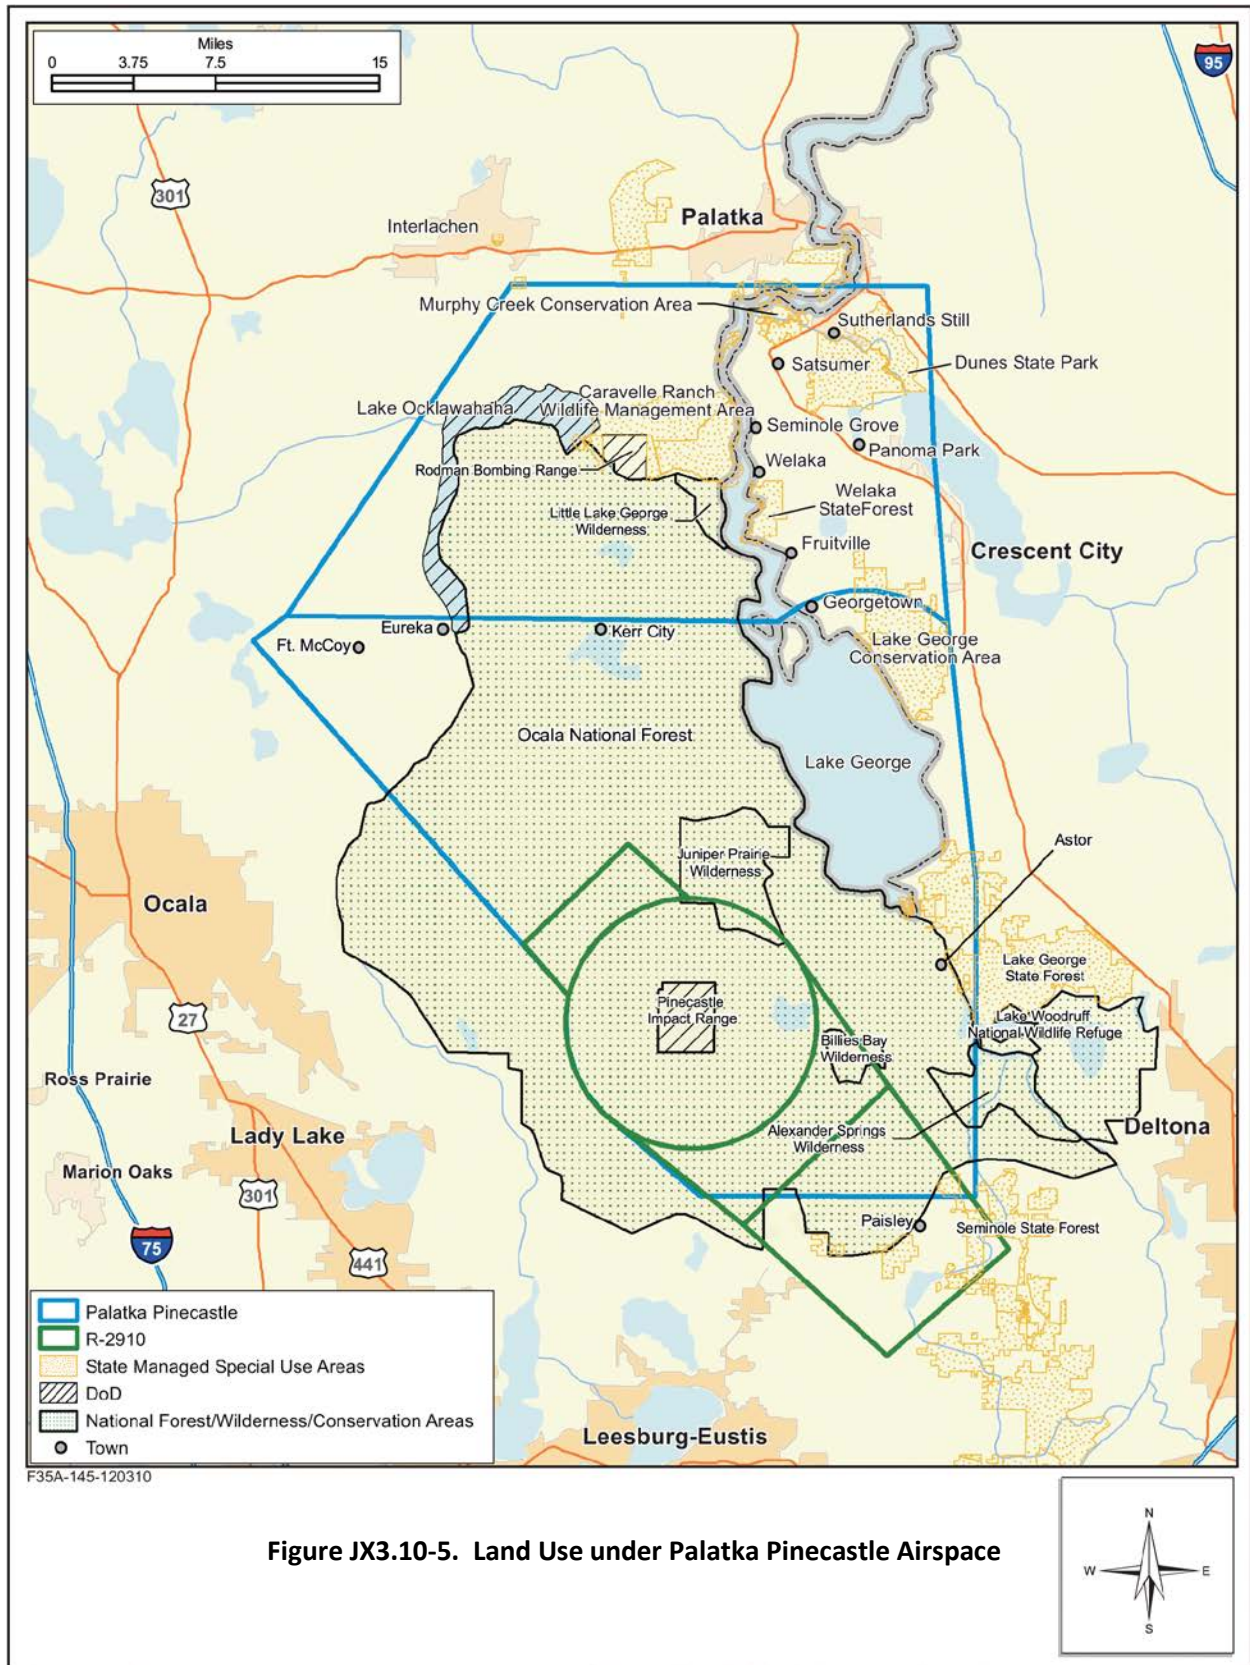 Miles
0 3.75 7.5 15
95
301
Interlachen
Palatka
Murphy Creek Conservation Area
Sutherlands Still
Satsumer
Dunes State Park
Lake Ocklawahaha
Caravelle Ranch
Wildlife Management Area
Seminole Grove
Panoma Park
Rodman Bombing Range
Welaka
Welaka
StateForest
Little Lake George
Wilderness
Fruitville
Crescent City
Georgetown
Eureka
Kerr City
Ft. McCoy
Lake George
Conservation Area
Ocala National Forest
Lake George
Astor
Juniper Prairie
Wilderness
Ocala
Lake George
State Forest
Pinecastle
Impact Range
27
Lake Woodruff
National Wildlife Refuge
Billies Bay
Wilderness
Ross Prairie
Lady Lake
Alexander Springs
Wilderness
Deltona
Marion Oaks
301
Paisley
Seminole State Forest
75
441
Palatka Pinecastle
R-2910
State Managed Special Use Areas
DoD
National Forest/Wilderness/Conservation Areas
Town
Leesburg-Eustis
F35A-145-120310
Figure JX3.10-5. Land Use under Palatka Pinecastle Airspace
N
W E
S